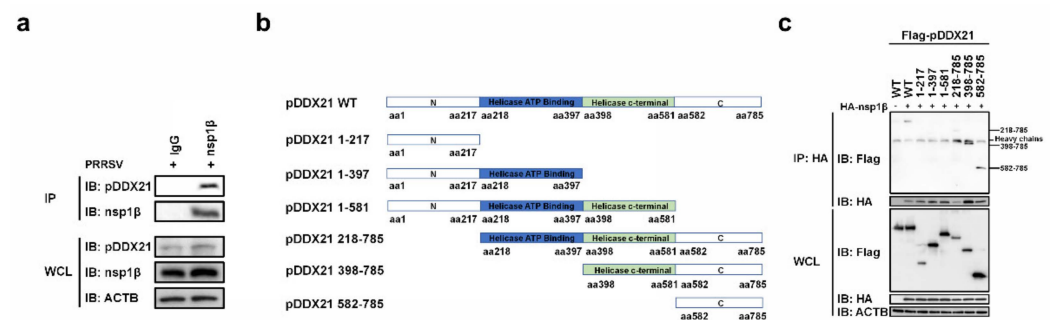 a
PRRSV
+ IgG
+ nsp1β
IP
IB: pDDX21
IB: nsp1β
WCL
IB: pDDX21
IB: nsp1β
IB: ACTB
b
pDDX21 WT
N Helicase ATP Binding Helicase c-terminal C
aa1 aa217 aa218 aa397 aa398 aa581 aa582 aa785
pDDX21 1-217
N
aa1 aa217
pDDX21 1-397
N Helicase ATP Binding
aa1 aa217 aa218 aa397
pDDX21 1-581
N Helicase ATP Binding Helicase c-terminal
aa1 aa217 aa218 aa397 aa398 aa581
pDDX21 218-785
Helicase ATP Binding Helicase c-terminal C
aa218 aa397 aa398 aa581 aa582 aa785
pDDX21 398-785
Helicase c-terminal C
aa398 aa581 aa582 aa785
pDDX21 582-785
C
aa582 aa785
c
Flag-pDDX21
WT WT 1-217 1-397 1-581 218-785 398-785 582-785
HA-nsp1β - + + + + + + +
IP: HA
IB: Flag
218-785
Heavy chains
398-785
582-785
IB: HA
WCL
IB: Flag
IB: HA
IB: ACTB